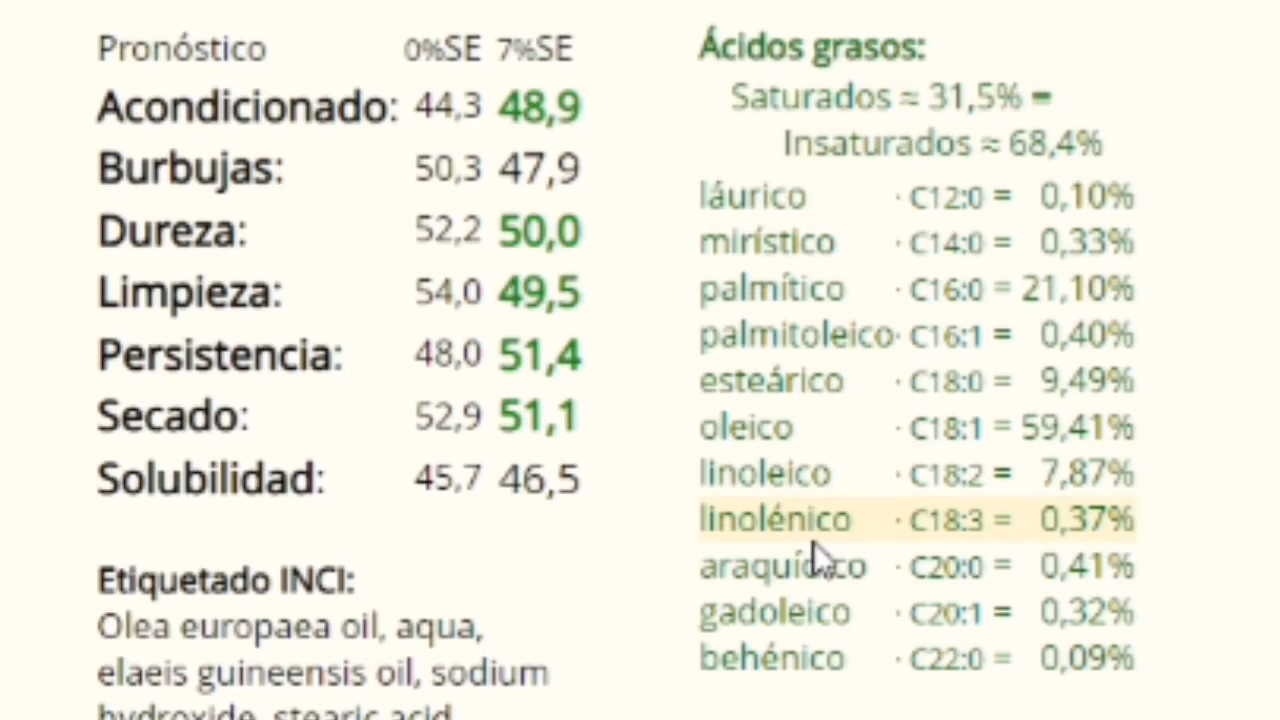 Pronóstico 0%SE 7%SE
Acondicionado: 44,3 48,9
Burbujas: 50,3 47,9
Dureza: 52,2 50,0
Limpieza: 54,0 49,5
Persistencia: 48,0 51,4
Secado: 52,9 51,1
Solubilidad: 45,7 46,5
Etiquetado INCI:
Olea europaea oil, aqua,
elaeis guineensis oil, sodium
hydroxide, stearic acid
Ácidos grasos:
Saturados ≈ 31,5% =
Insaturados ≈ 68,4%
láurico · C12:0 = 0,10%
mirístico · C14:0 = 0,33%
palmítico · C16:0 = 21,10%
palmitoleico · C16:1 = 0,40%
esteárico · C18:0 = 9,49%
oleico · C18:1 = 59,41%
linoleico · C18:2 = 7,87%
linolénico · C18:3 = 0,37%
araquídico · C20:0 = 0,41%
gadoleico · C20:1 = 0,32%
behénico · C22:0 = 0,09%